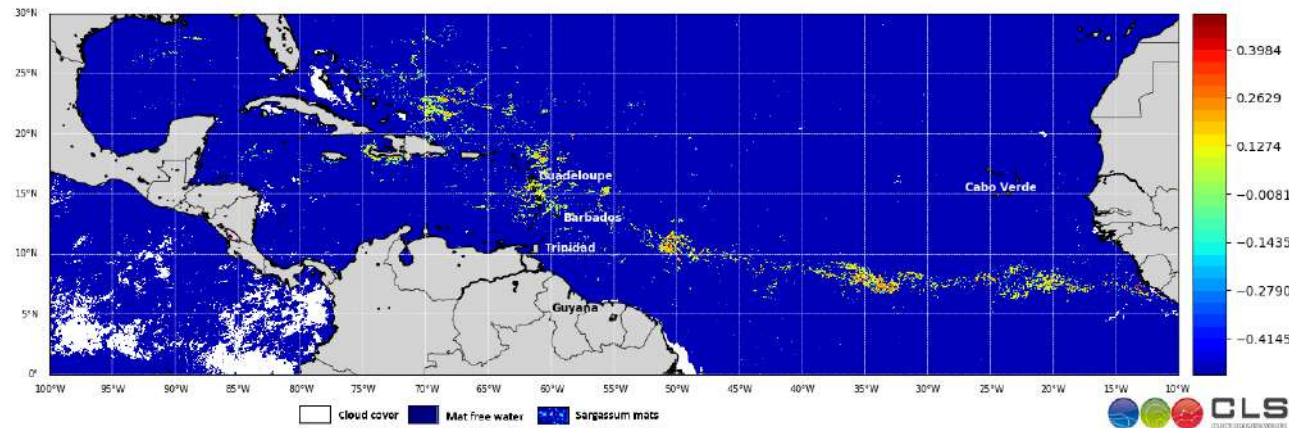 30°N
25°N
20°N
15°N
10°N
5°N
0°
100°W 95°W 90°W 85°W 80°W 75°W 70°W 65°W 60°W 55°W 50°W 45°W 40°W 35°W 30°W 25°W 20°W 15°W 10°W
Guadeloupe
Cabo Verde
Barbados
Trinidad
Guyana
0.3984
0.2629
0.1274
−0.0081
−0.1435
−0.2790
−0.4145
Cloud cover Mat free water Sargassum mats
CLS